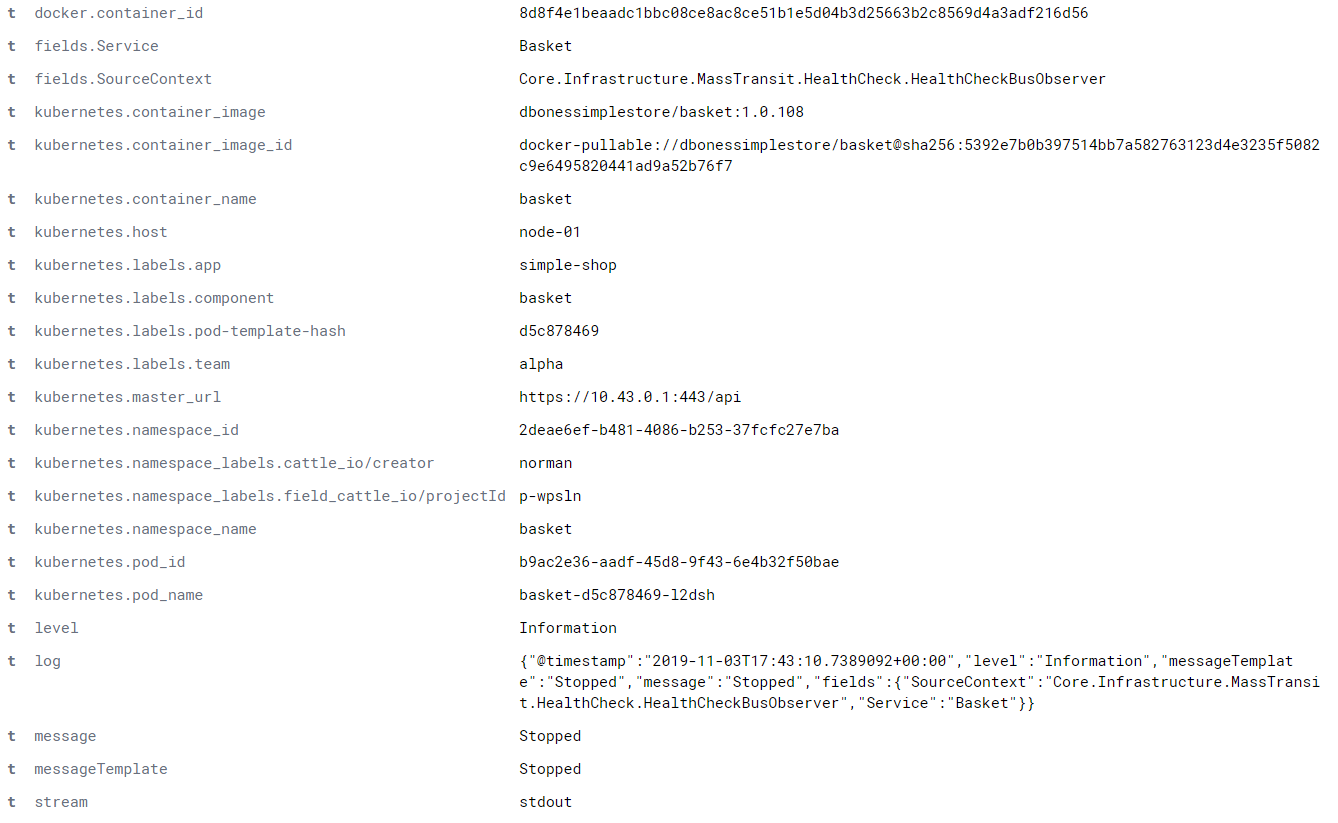 t docker.container_id 8d8f4e1beaadc1bbc08ce8ac8ce51b1e5d04b3d25663b2c8569d4a3adf216d56
t fields.Service Basket
t fields.SourceContext Core.Infrastructure.MassTransit.HealthCheck.HealthCheckBusObserver
t kubernetes.container_image dbonessimplestore/basket:1.0.108
t kubernetes.container_image_id docker-pullable://dbonessimplestore/basket@sha256:5392e7b0b397514bb7a582763123d4e3235f5082
c9e6495820441ad9a52b76f7
t kubernetes.container_name basket
t kubernetes.host node-01
t kubernetes.labels.app simple-shop
t kubernetes.labels.component basket
t kubernetes.labels.pod-template-hash d5c878469
t kubernetes.labels.team alpha
t kubernetes.master_url https://10.43.0.1:443/api
t kubernetes.namespace_id 2deae6ef-b481-4086-b253-37fcfc27e7ba
t kubernetes.namespace_labels.cattle_io/creator norman
t kubernetes.namespace_labels.field_cattle_io/projectId p-wpsln
t kubernetes.namespace_name basket
t kubernetes.pod_id b9ac2e36-aadf-45d8-9f43-6e4b32f50bae
t kubernetes.pod_name basket-d5c878469-l2dsh
t level Information
t log {"@timestamp":"2019-11-03T17:43:10.7389092+00:00","level":"Information","messageTemplat
e":"Stopped","message":"Stopped","fields":{"SourceContext":"Core.Infrastructure.MassTransi
t.HealthCheck.HealthCheckBusObserver","Service":"Basket"}}
t message Stopped
t messageTemplate Stopped
t stream stdout